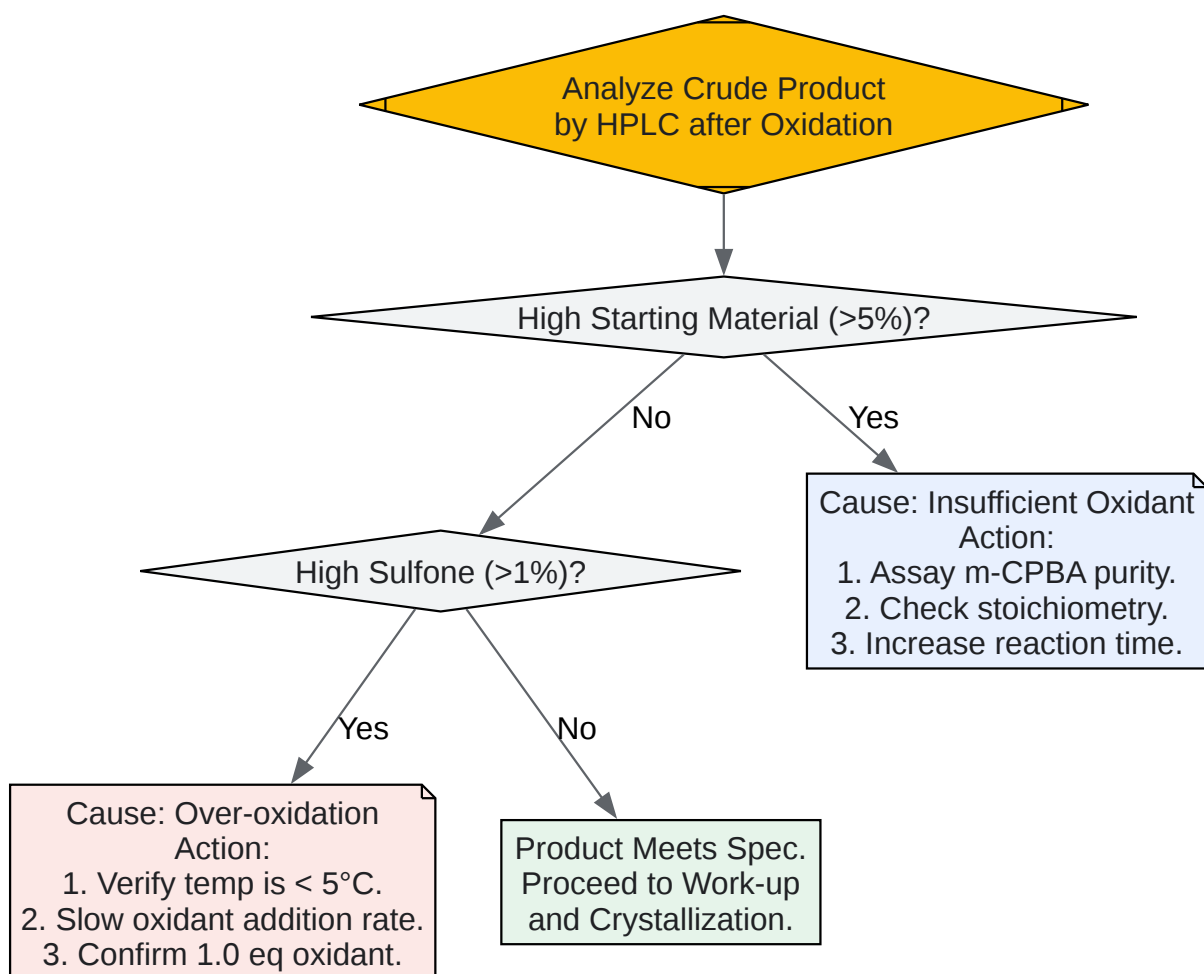 Analyze Crude Product
by HPLC after Oxidation
High Starting Material (>5%)?
No
Yes
Cause: Insufficient Oxidant
Action:
1. Assay m-CPBA purity.
2. Check stoichiometry.
3. Increase reaction time.
High Sulfone (>1%)?
Yes
No
Cause: Over-oxidation
Action:
1. Verify temp is < 5°C.
2. Slow oxidant addition rate.
3. Confirm 1.0 eq oxidant.
Product Meets Spec.
Proceed to Work-up
and Crystallization.